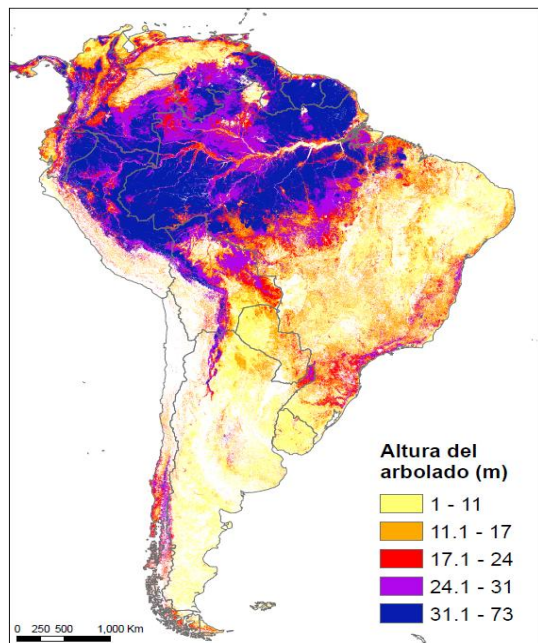 Altura del
arbolado (m)
1 - 11
11.1 - 17
17.1 - 24
24.1 - 31
31.1 - 73
0 250 500 1,000 Km